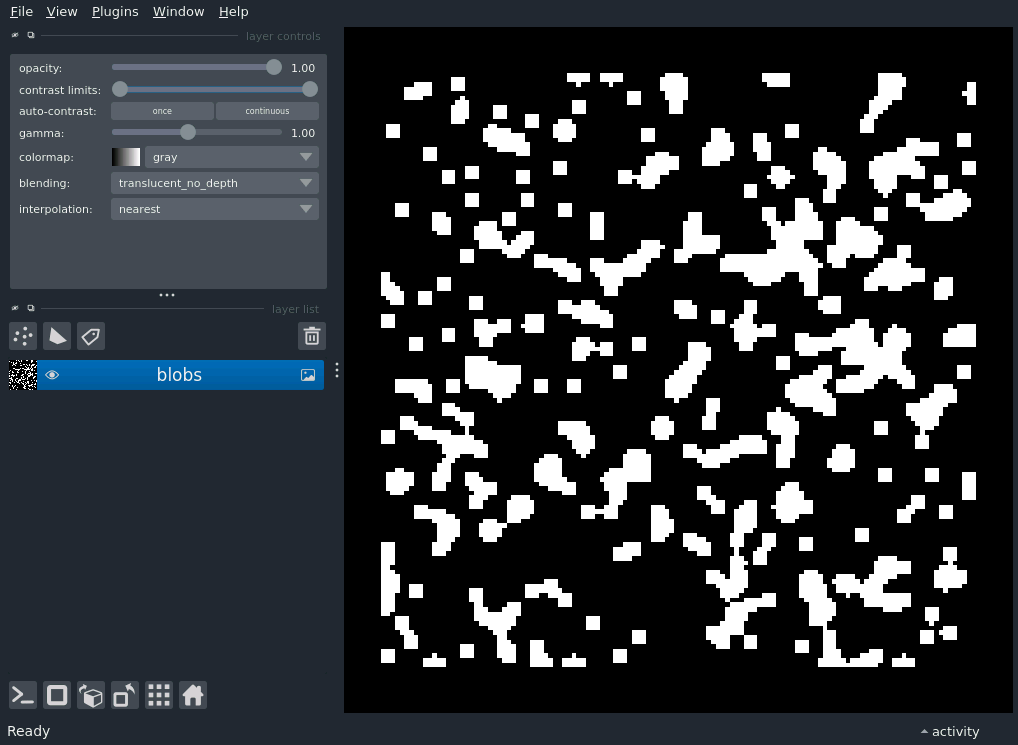 File View Plugins Window Help
layer controls
opacity: 1.00
contrast limits:
auto-contrast: once continuous
gamma: 1.00
colormap: gray
blending: translucent_no_depth
interpolation: nearest
layer list
blobs
Ready
activity